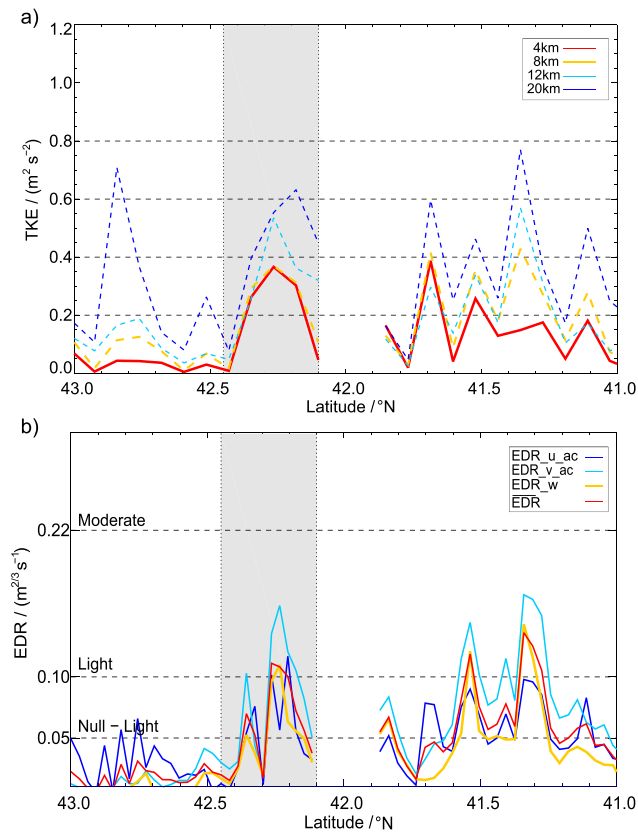 a)
1.2
1.0
0.8
0.6
0.4
0.2
0.0
TKE / (m² s⁻²)
4km
8km
12km
20km
43.0 42.5 42.0 41.5 41.0
Latitude / °N
b)
EDR_u_ac
EDR_v_ac
EDR_w
EDR
Moderate
0.22
EDR / (m²ᐟ³ s⁻¹)
Light
0.10
Null – Light
0.05
43.0 42.5 42.0 41.5 41.0
Latitude / °N